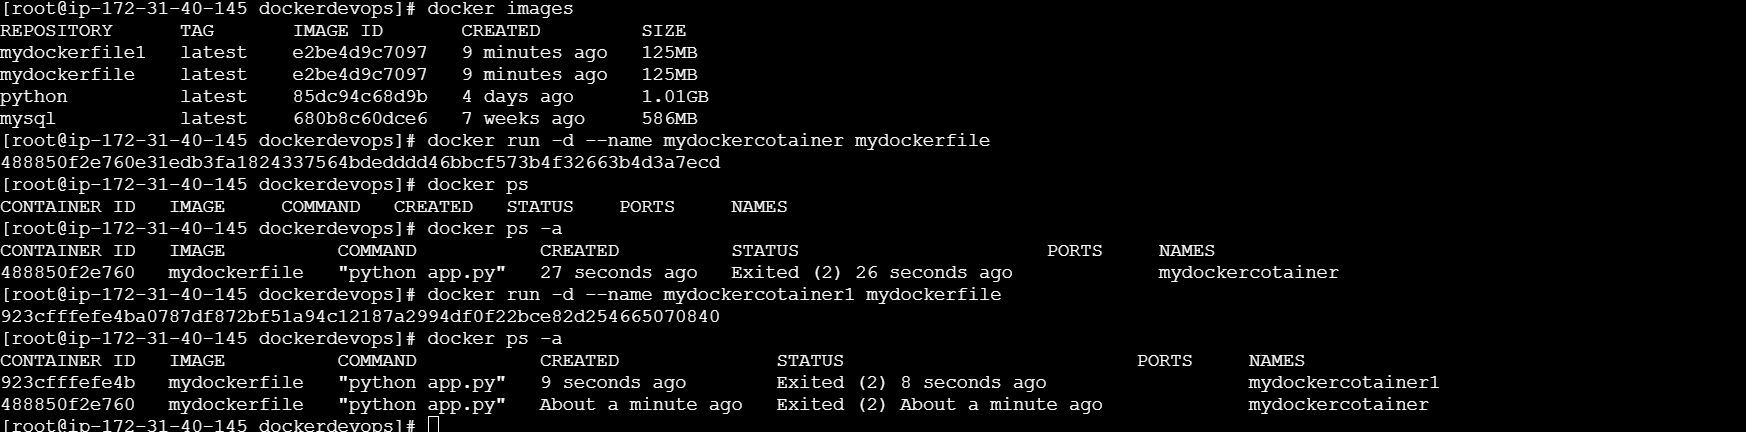 [root@ip-172-31-40-145 dockerdevops]# docker images
REPOSITORY TAG IMAGE ID CREATED SIZE
mydockerfile1 latest e2be4d9c7097 9 minutes ago 125MB
mydockerfile latest e2be4d9c7097 9 minutes ago 125MB
python latest 85dc94c68d9b 4 days ago 1.01GB
mysql latest 680b8c60dce6 7 weeks ago 586MB
[root@ip-172-31-40-145 dockerdevops]# docker run -d --name mydockercotainer mydockerfile
488850f2e760e31edb3fa1824337564bdedddd46bbcf573b4f32663b4d3a7ecd
[root@ip-172-31-40-145 dockerdevops]# docker ps
CONTAINER ID IMAGE COMMAND CREATED STATUS PORTS NAMES
[root@ip-172-31-40-145 dockerdevops]# docker ps -a
CONTAINER ID IMAGE COMMAND CREATED STATUS PORTS NAMES
488850f2e760 mydockerfile "python app.py" 27 seconds ago Exited (2) 26 seconds ago mydockercotainer
[root@ip-172-31-40-145 dockerdevops]# docker run -d --name mydockercotainer1 mydockerfile
923cfffefe4ba0787df872bf51a94c12187a2994df0f22bce82d254665070840
[root@ip-172-31-40-145 dockerdevops]# docker ps -a
CONTAINER ID IMAGE COMMAND CREATED STATUS PORTS NAMES
923cfffefe4b mydockerfile "python app.py" 9 seconds ago Exited (2) 8 seconds ago mydockercotainer1
488850f2e760 mydockerfile "python app.py" About a minute ago Exited (2) About a minute ago mydockercotainer
[root@ip-172-31-40-145 dockerdevops]#